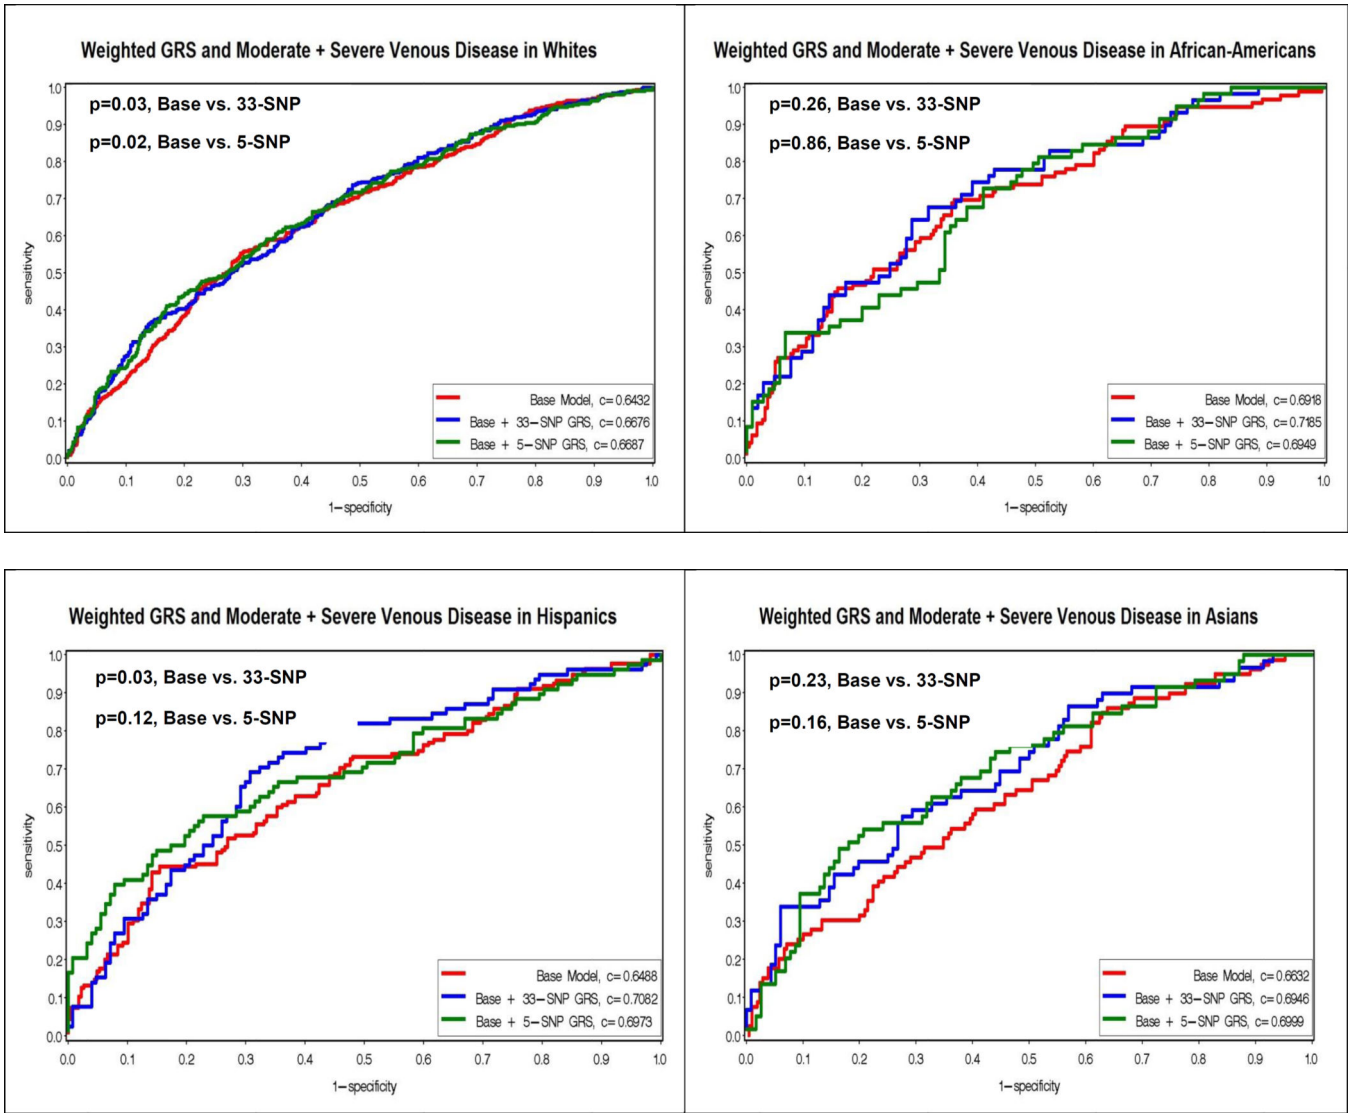 Weighted GRS and Moderate + Severe Venous Disease in Whites
p=0.03, Base vs. 33-SNP
p=0.02, Base vs. 5-SNP
1.0
0.9
0.8
0.7
0.6
0.5
0.4
0.3
0.2
0.1
0.0
sensitivity
Base Model, c=0.6432
Base + 33-SNP GRS, c=0.6676
Base + 5-SNP GRS, c=0.6687
0.0 0.1 0.2 0.3 0.4 0.5 0.6 0.7 0.8 0.9 1.0
1-specificity
Weighted GRS and Moderate + Severe Venous Disease in African-Americans
p=0.26, Base vs. 33-SNP
p=0.86, Base vs. 5-SNP
1.0
0.9
0.8
0.7
0.6
0.5
0.4
0.3
0.2
0.1
0.0
sensitivity
Base Model, c=0.6918
Base + 33-SNP GRS, c=0.7185
Base + 5-SNP GRS, c=0.6949
0.0 0.1 0.2 0.3 0.4 0.5 0.6 0.7 0.8 0.9 1.0
1-specificity
Weighted GRS and Moderate + Severe Venous Disease in Hispanics
p=0.03, Base vs. 33-SNP
p=0.12, Base vs. 5-SNP
1.0
0.9
0.8
0.7
0.6
0.5
0.4
0.3
0.2
0.1
0.0
sensitivity
Base Model, c=0.6488
Base + 33-SNP GRS, c=0.7082
Base + 5-SNP GRS, c=0.6973
0.0 0.1 0.2 0.3 0.4 0.5 0.6 0.7 0.8 0.9 1.0
1-specificity
Weighted GRS and Moderate + Severe Venous Disease in Asians
p=0.23, Base vs. 33-SNP
p=0.16, Base vs. 5-SNP
1.0
0.9
0.8
0.7
0.6
0.5
0.4
0.3
0.2
0.1
0.0
sensitivity
Base Model, c=0.6632
Base + 33-SNP GRS, c=0.6946
Base + 5-SNP GRS, c=0.6999
0.0 0.1 0.2 0.3 0.4 0.5 0.6 0.7 0.8 0.9 1.0
1-specificity